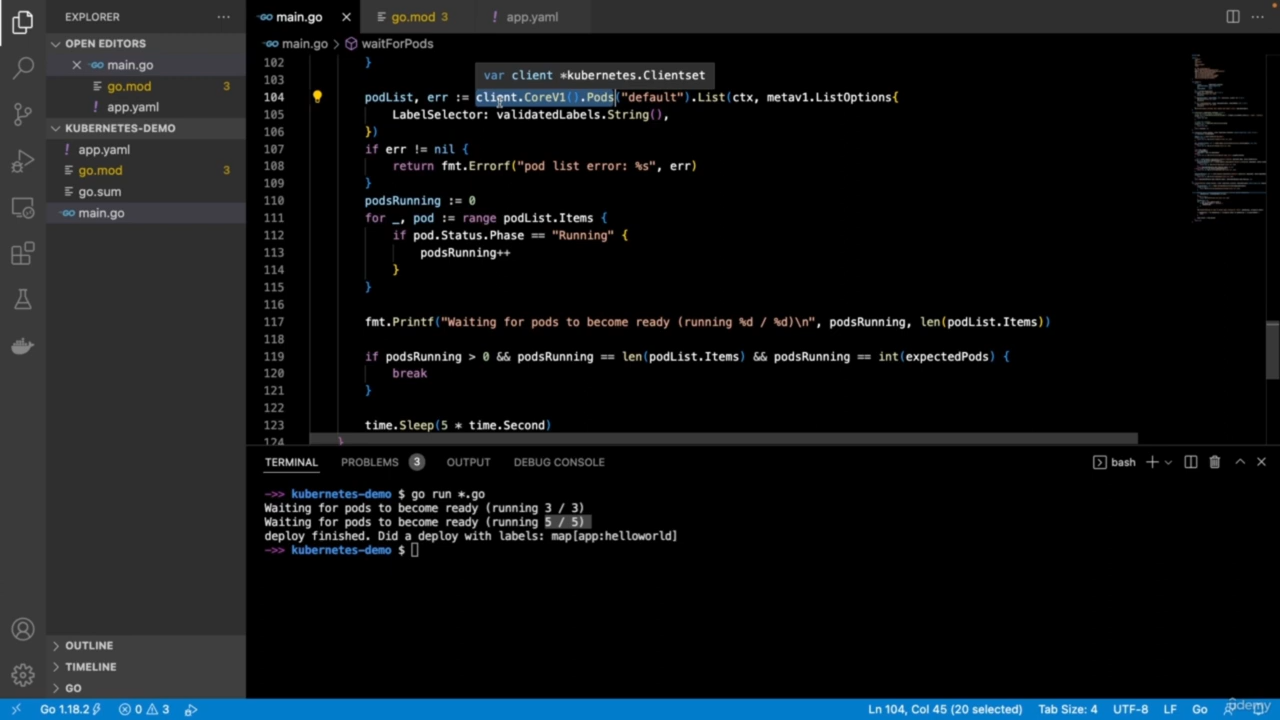 EXPLORER
OPEN EDITORS
main.go
go.mod 3
app.yaml
KUBERNETES-DEMO
app.yaml
go.mod 3
go.sum
main.go
OUTLINE
TIMELINE
GO
main.go
go.mod 3
app.yaml
main.go > waitForPods
var client *kubernetes.Clientset
102 }
103
104 podList, err := client.CoreV1().Pods("default").List(ctx, metav1.ListOptions{
105 LabelSelector: validatedLabels.String(),
106 })
107 if err != nil {
108 return fmt.Errorf("pod list error: %s", err)
109 }
110 podsRunning := 0
111 for _, pod := range podList.Items {
112 if pod.Status.Phase == "Running" {
113 podsRunning++
114 }
115 }
116
117 fmt.Printf("Waiting for pods to become ready (running %d / %d)\n", podsRunning, len(podList.Items))
118
119 if podsRunning > 0 && podsRunning == len(podList.Items) && podsRunning == int(expectedPods) {
120 break
121 }
122
123 time.Sleep(5 * time.Second)
124 }
TERMINAL PROBLEMS 3 OUTPUT DEBUG CONSOLE bash
->> kubernetes-demo $ go run *.go
Waiting for pods to become ready (running 3 / 3)
Waiting for pods to become ready (running 5 / 5)
deploy finished. Did a deploy with labels: map[app:helloworld]
->> kubernetes-demo $
Go 1.18.2 0 3 Ln 104, Col 45 (20 selected) Tab Size: 4 UTF-8 LF Go
udemy